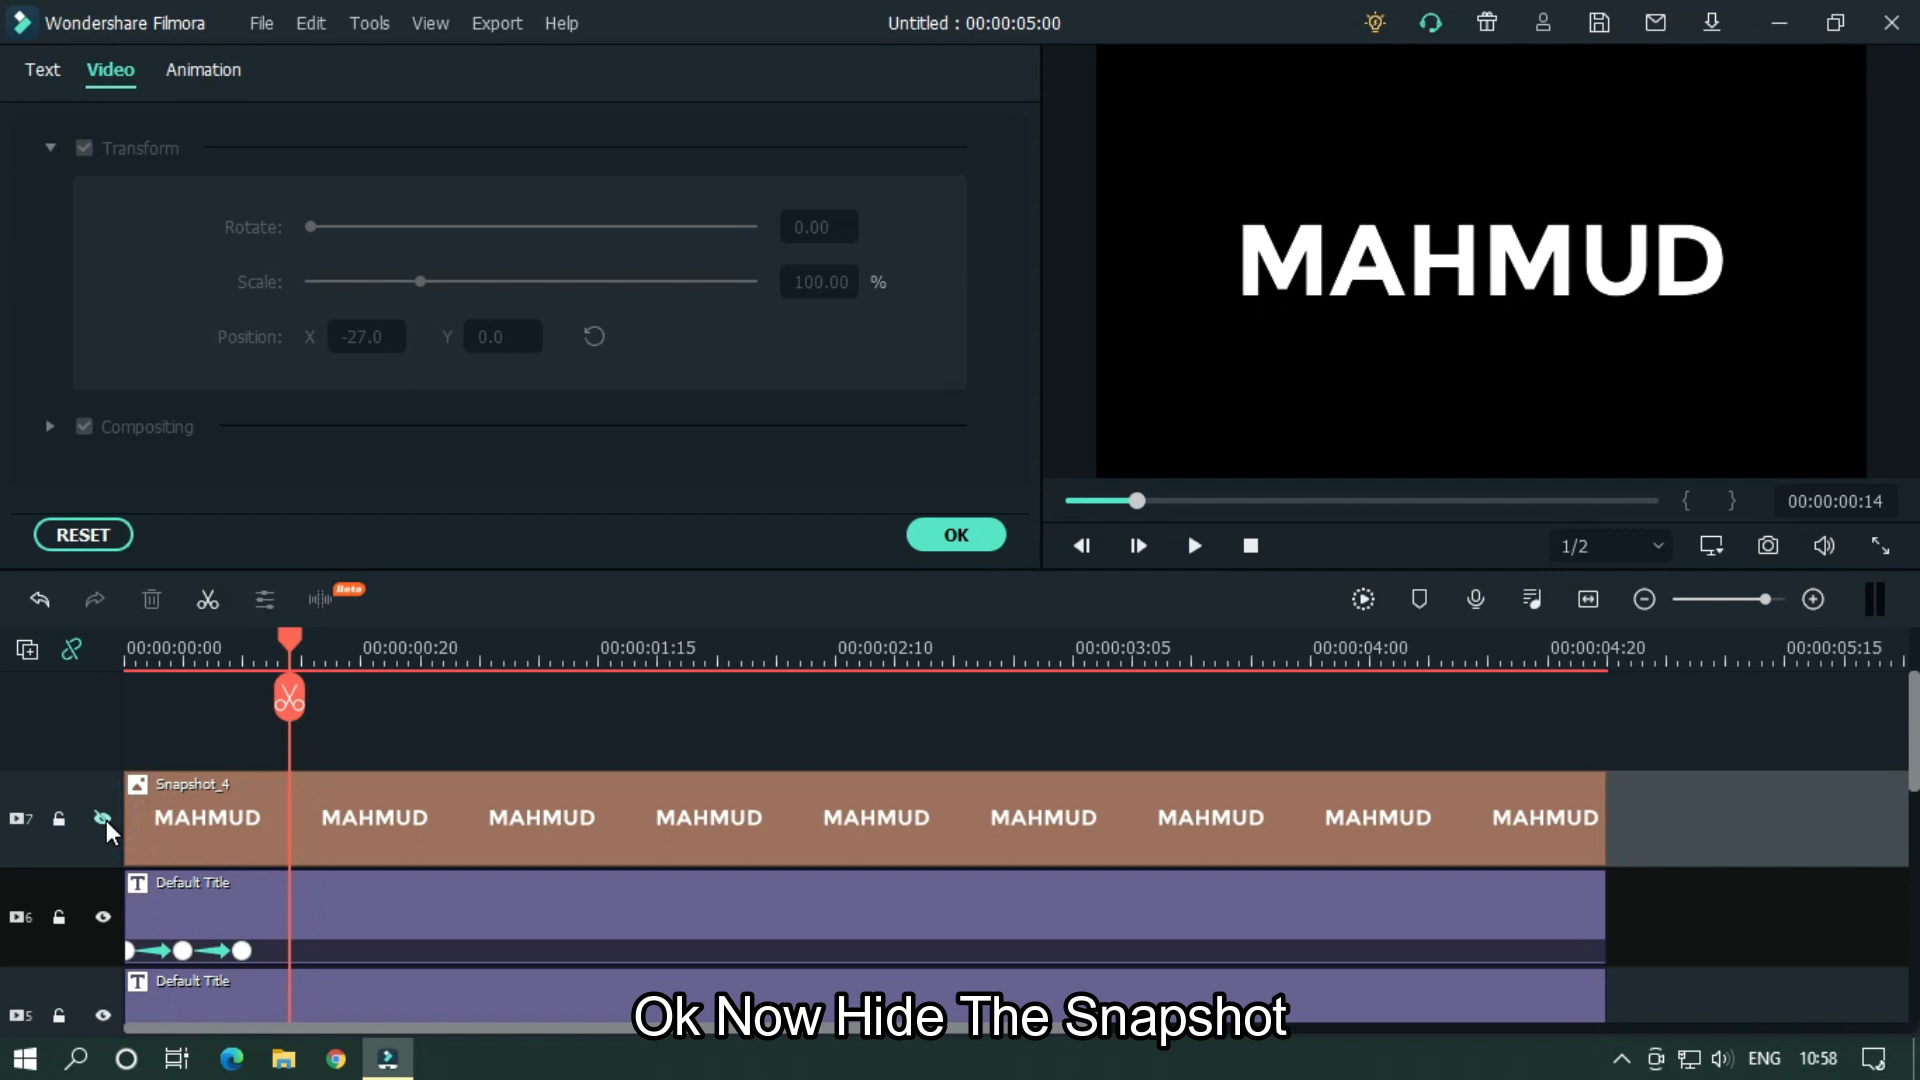 Wondershare Filmora File Edit Tools View Export Help Untitled : 00:00:05:00
Text Video Animation
Transform
Rotate: 0.00
Scale: 100.00 %
Position: X -27.0 Y 0.0
Compositing
RESET OK
MAHMUD
{ } 00:00:00:14
1/2
Beta
00:00:00:00 00:00:00:20 00:00:01:15 00:00:02:10 00:00:03:05 00:00:04:00 00:00:04:20 00:00:05:15
Snapshot_4
7 MAHMUD MAHMUD MAHMUD MAHMUD MAHMUD MAHMUD MAHMUD MAHMUD MAHMUD
T Default Title
6
T Default Title
5
Ok Now Hide The Snapshot
ENG 10:58